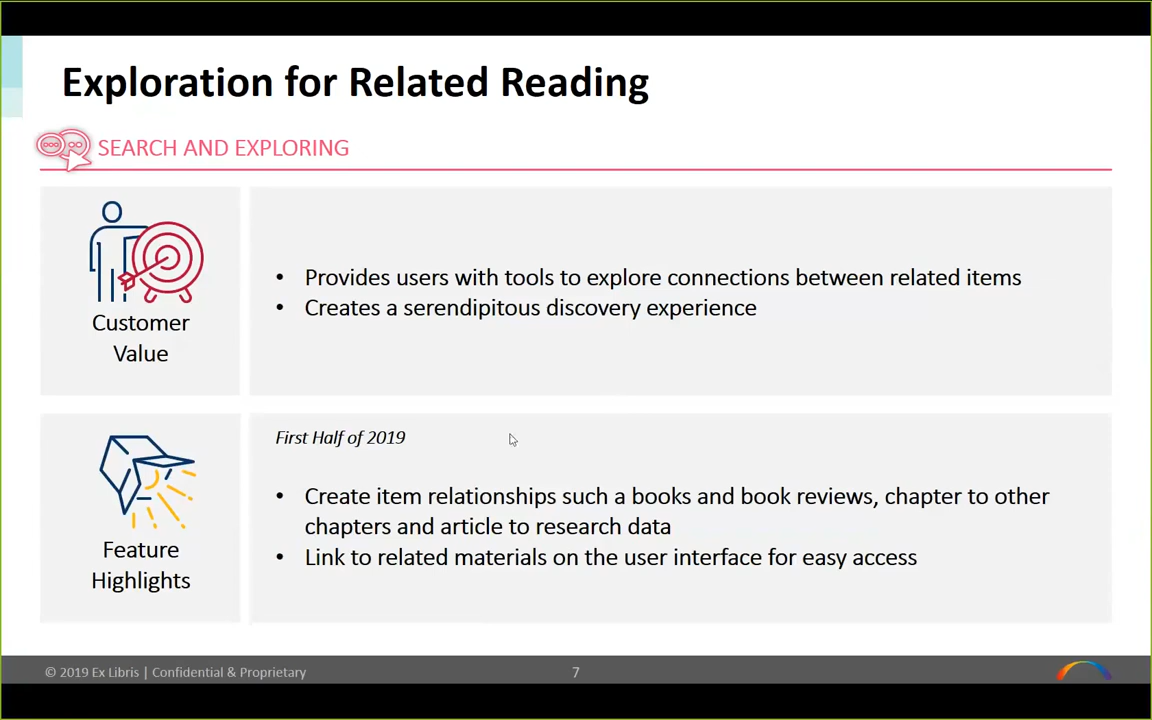 Exploration for Related Reading
SEARCH AND EXPLORING
Customer
Value
• Provides users with tools to explore connections between related items
• Creates a serendipitous discovery experience
Feature
Highlights
First Half of 2019
• Create item relationships such a books and book reviews, chapter to other
chapters and article to research data
• Link to related materials on the user interface for easy access
© 2019 Ex Libris | Confidential & Proprietary
7